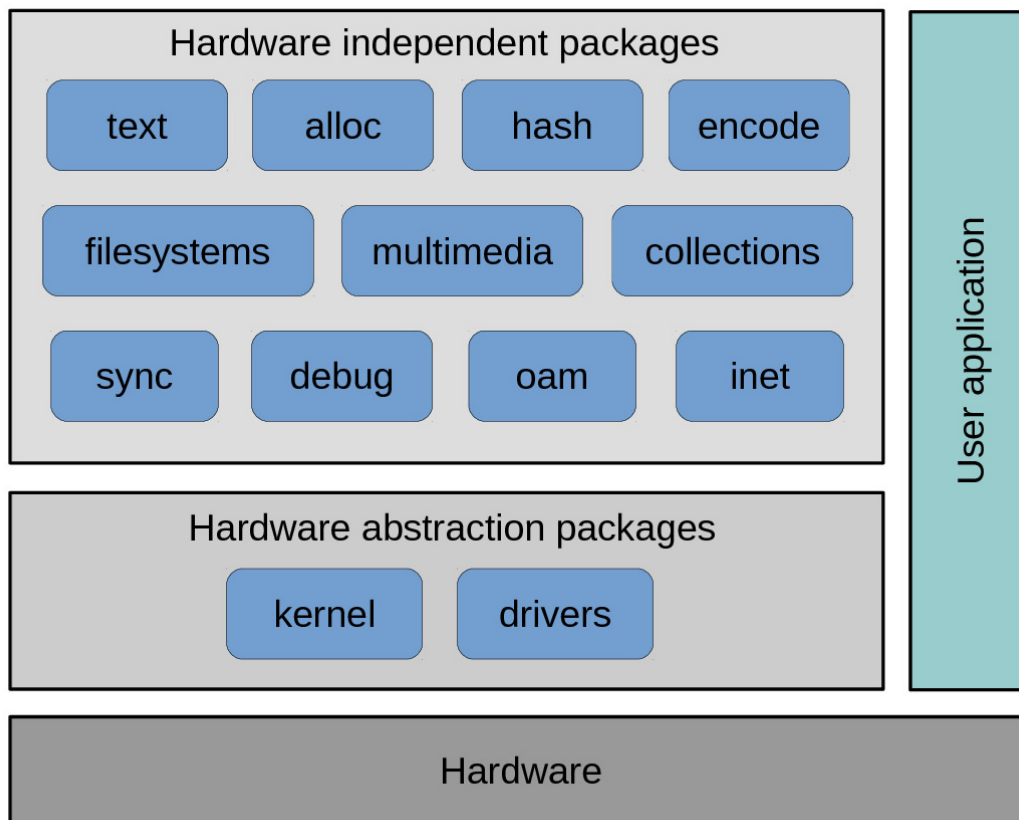 Hardware independent packages
text alloc hash encode
filesystems multimedia collections
sync debug oam inet
Hardware abstraction packages
kernel drivers
User application
Hardware